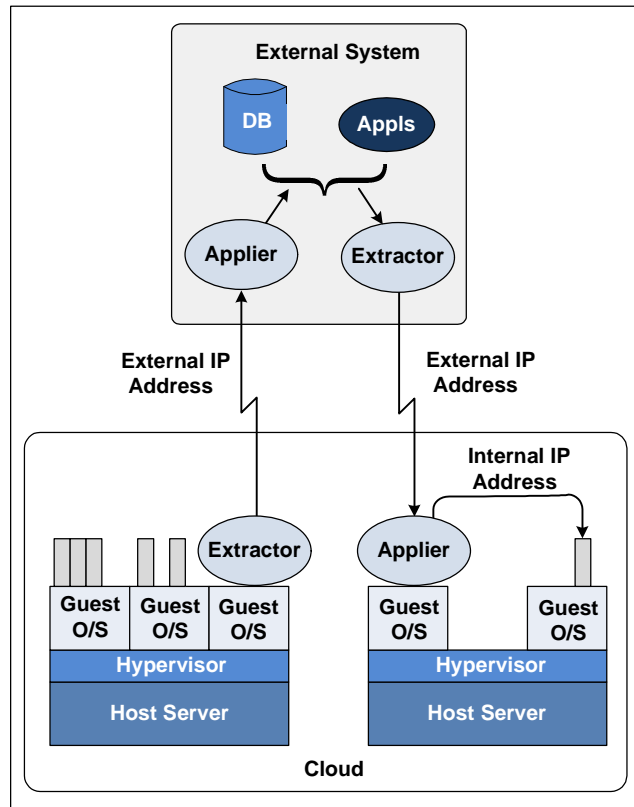 External System
DB
Appls
Applier
Extractor
External IP
Address
External IP
Address
Internal IP
Address
Extractor
Applier
Guest
O/S
Guest
O/S
Guest
O/S
Guest
O/S
Guest
O/S
Hypervisor
Hypervisor
Host Server
Host Server
Cloud